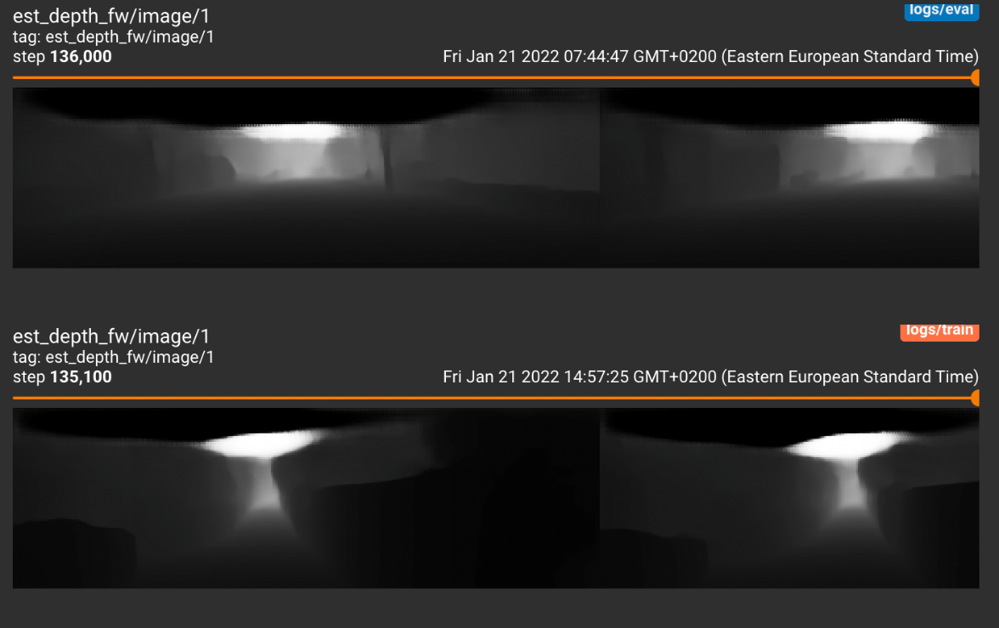 est_depth_fw/image/1
logs/eval
tag: est_depth_fw/image/1
step 136,000
Fri Jan 21 2022 07:44:47 GMT+0200 (Eastern European Standard Time)
est_depth_fw/image/1
logs/train
tag: est_depth_fw/image/1
step 135,100
Fri Jan 21 2022 14:57:25 GMT+0200 (Eastern European Standard Time)